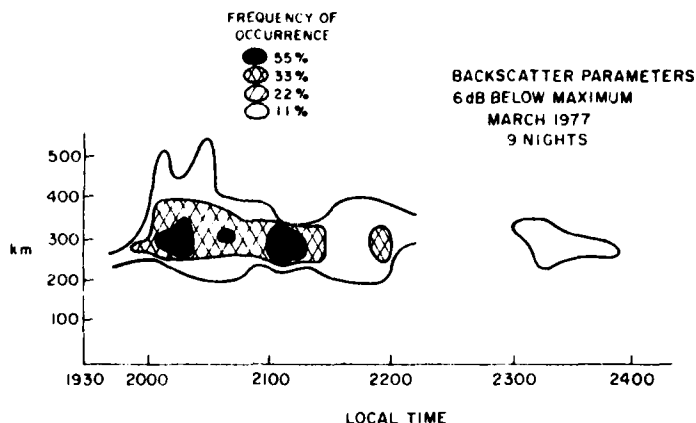 FREQUENCY OF
OCCURRENCE
55%
33%
22%
11%
BACKSCATTER PARAMETERS
6dB BELOW MAXIMUM
MARCH 1977
9 NIGHTS
500
400
km 300
200
100
1930 2000 2100 2200 2300 2400
LOCAL TIME